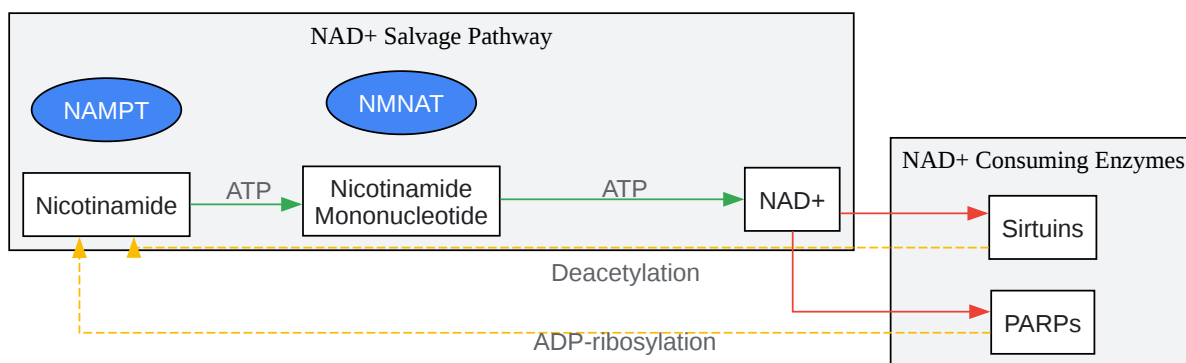 NAD+ Salvage Pathway
NAMPT
NMNAT
NAD+ Consuming Enzymes
Nicotinamide
ATP
Nicotinamide
Mononucleotide
ATP
NAD+
Sirtuins
Deacetylation
PARPs
ADP-ribosylation